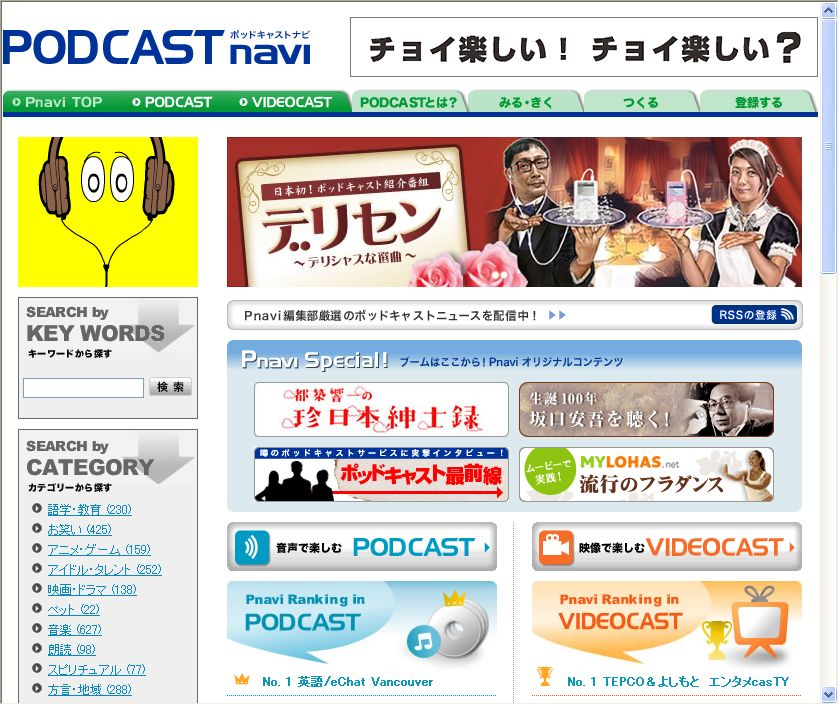 PODCAST navi
ポッドキャストナビ
チョイ楽しい! チョイ楽しい?
Pnavi TOP
PODCAST
VIDEOCAST
PODCASTとは?
みる・きく
つくる
登録する
日本初!ポッドキャスト紹介番組
デリセン
~デリシャスな選曲~
SEARCH by
KEY WORDS
キーワードから探す
検索
SEARCH by
CATEGORY
カテゴリーから探す
語学・教育 (230)
お笑い (425)
アニメ・ゲーム (159)
アイドル・タレント (252)
映画・ドラマ (138)
ペット (22)
音楽 (627)
朗読 (98)
スピリチュアル (77)
方言・地域 (288)
Pnavi編集部厳選のポッドキャストニュースを配信中!
RSSの登録
Pnavi Special!
ブームはここから!Pnavi オリジナルコンテンツ
都築響一の
珍日本紳士録
生誕100年
坂口安吾を聴く!
噂のポッドキャストサービスに突撃インタビュー!
ポッドキャスト最前線
ムービーで
実践!
MYLOHAS.net
流行のフラダンス
音声で楽しむ PODCAST
映像で楽しむ VIDEOCAST
Pnavi Ranking in
PODCAST
No. 1 英語/eChat Vancouver
Pnavi Ranking in
VIDEOCAST
No. 1 TEPCO&よしもと エンタメcasTY